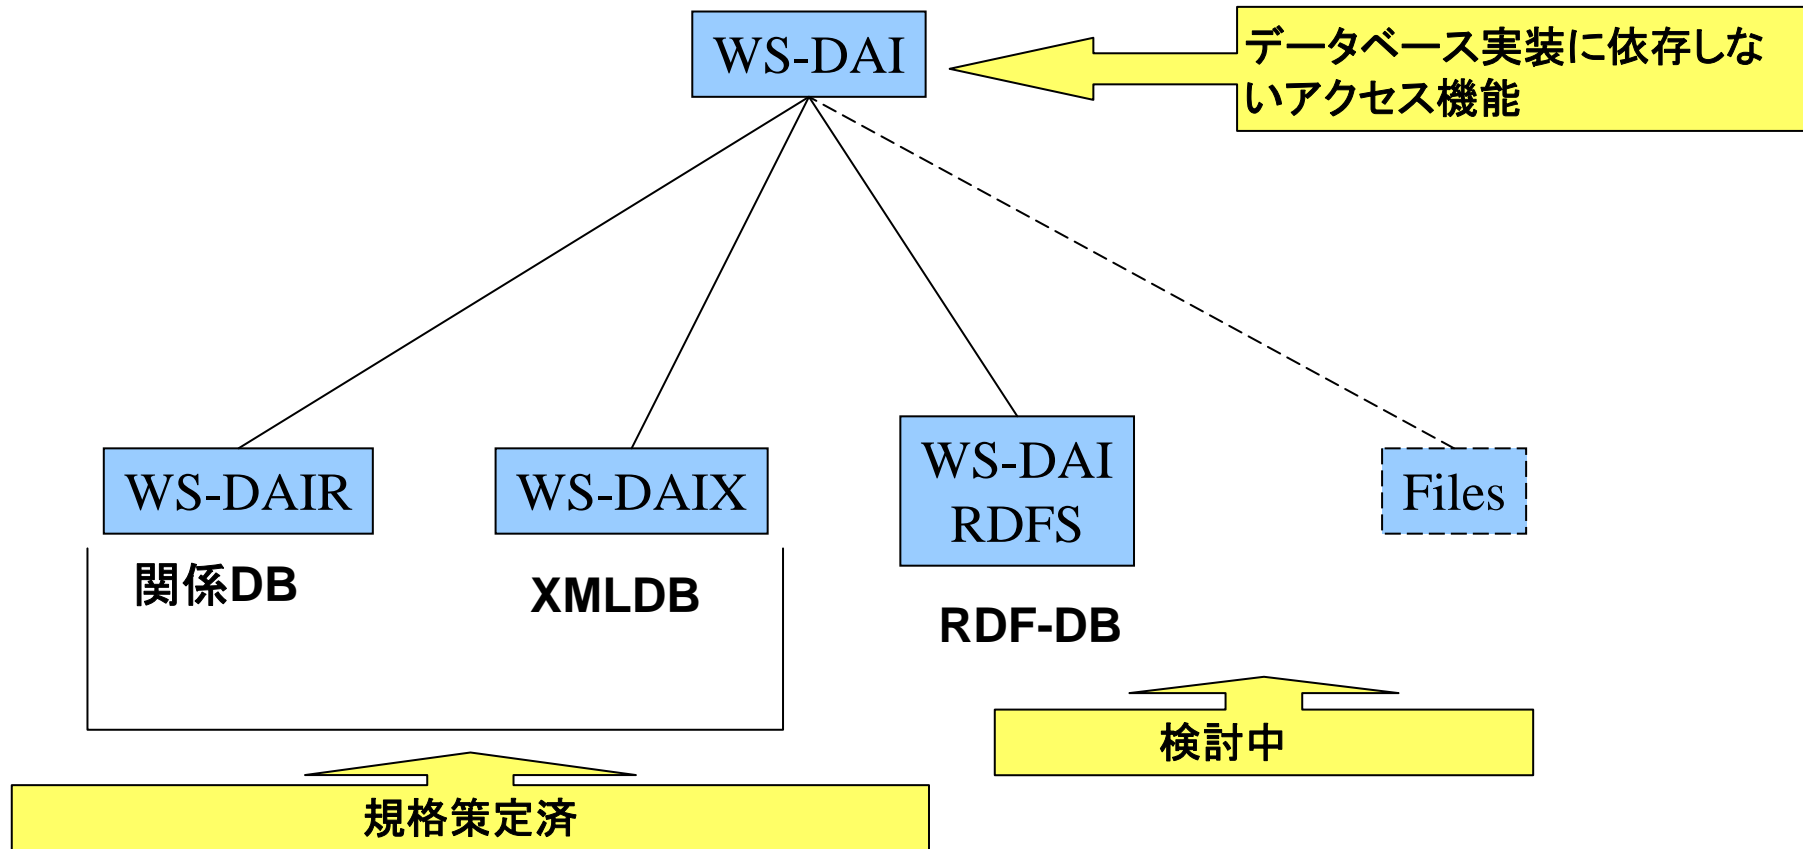 WS-DAI
データベース実装に依存しな
いアクセス機能
WS-DAIR
WS-DAIX
WS-DAI
RDFS
Files
関係DB
XMLDB
RDF-DB
検討中
規格策定済